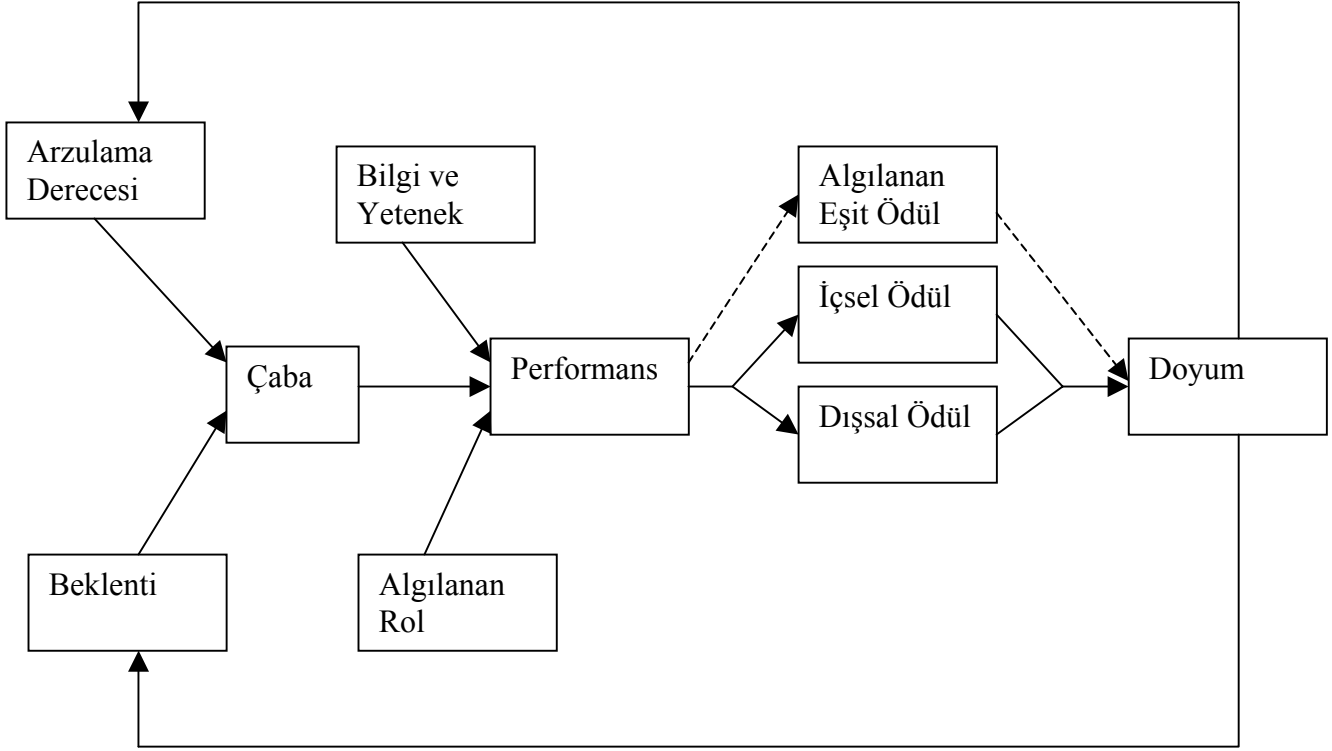 Arzulama
Derecesi
Bilgi ve
Yetenek
Algılanan
Eşit Ödül
İçsel Ödül
Çaba
Performans
Doyum
Dışsal Ödül
Beklenti
Algılanan
Rol